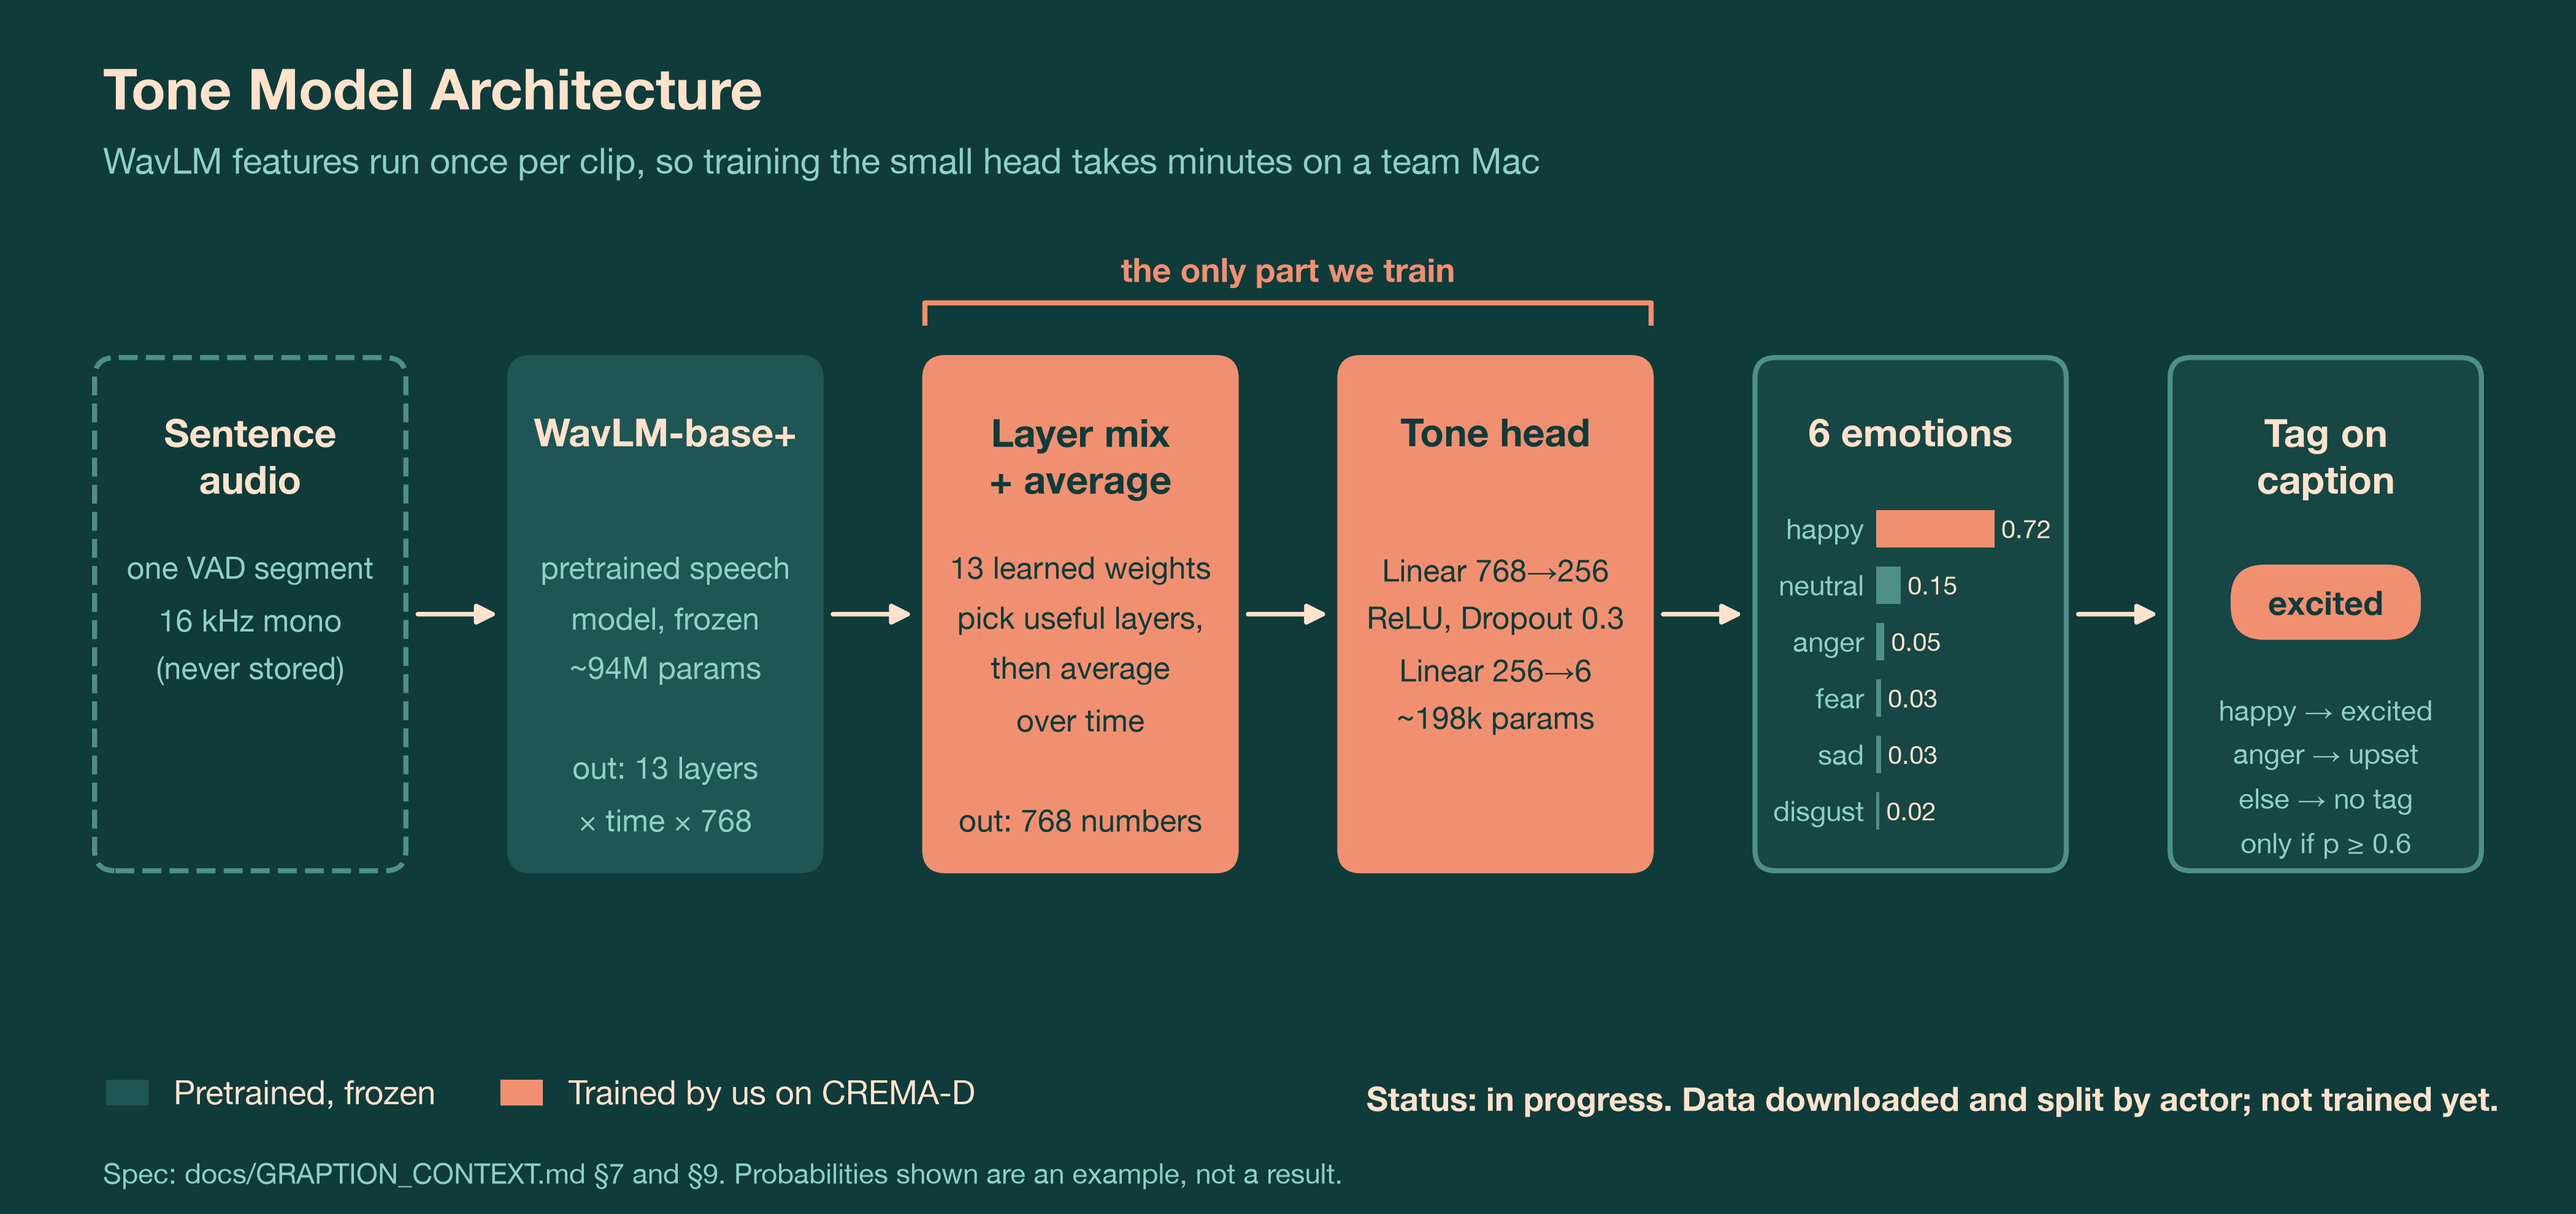 Tone Model Architecture
WavLM features run once per clip, so training the small head takes minutes on a team Mac
the only part we train
Sentence
audio
one VAD segment
16 kHz mono
(never stored)
WavLM-base+
pretrained speech
model, frozen
~94M params
out: 13 layers
× time × 768
Layer mix
+ average
13 learned weights
pick useful layers,
then average
over time
out: 768 numbers
Tone head
Linear 768→256
ReLU, Dropout 0.3
Linear 256→6
~198k params
6 emotions
happy 0.72
neutral 0.15
anger 0.05
fear 0.03
sad 0.03
disgust 0.02
Tag on
caption
excited
happy → excited
anger → upset
else → no tag
only if p ≥ 0.6
Pretrained, frozen
Trained by us on CREMA-D
Status: in progress. Data downloaded and split by actor; not trained yet.
Spec: docs/GRAPTION_CONTEXT.md §7 and §9. Probabilities shown are an example, not a result.